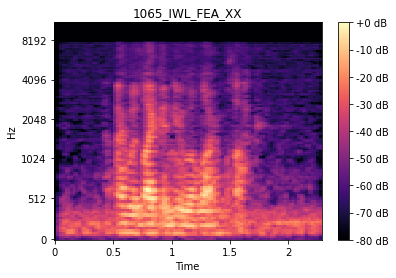 1065_IWL_FEA_XX
+0 dB
8192
-10 dB
4096
-20 dB
-30 dB
2048
Hz
-40 dB
1024
-50 dB
512
-60 dB
-70 dB
0
-80 dB
0
0.5
1
1.5
2
Time